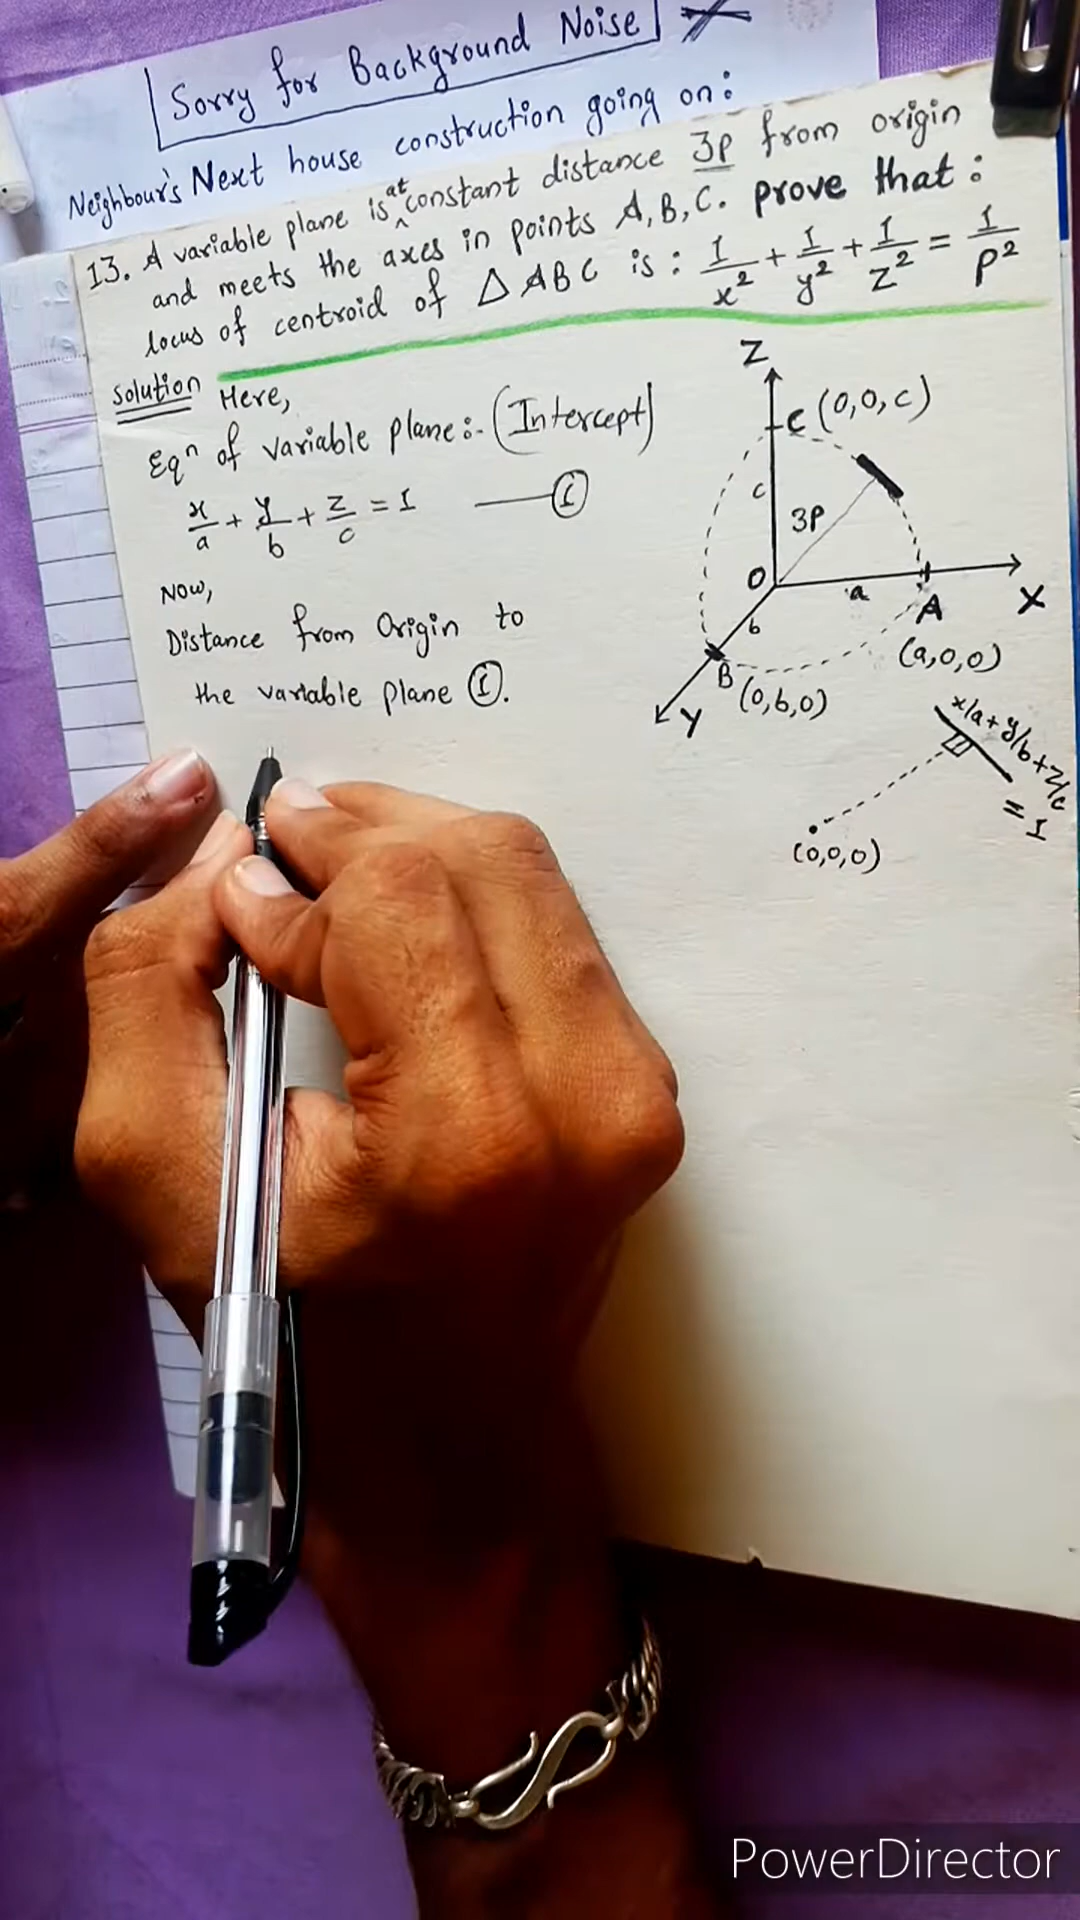 Sorry for Background Noise
Neighbour's Next house construction going on:
13. A variable plane is at constant distance 3p from origin
and meets the axes in points A, B, C. prove that:
locus of centroid of △ ABC is: 1/x² + 1/y² + 1/z² = 1/p²
Solution Here,
Eqⁿ of variable plane:- (Intercept)
x/a + y/b + z/c = 1 —— ①
Now,
Distance from Origin to
the variable plane ①.
Z
C (0,0,c)
c
3P
O
a
A
X
(a,0,0)
b
B (0,b,0)
Y
x/a + y/b + z/c = 1
(0,0,0)
PowerDirector